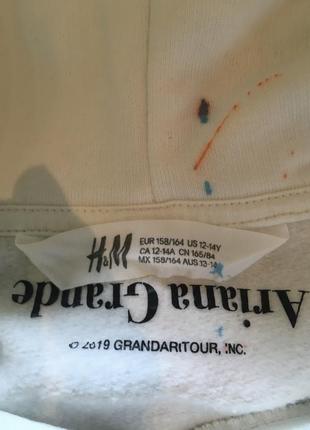 H&M
EUR 158/164 US 12-14Y
CA 12-14A CN 165/84
MX 158/164 AUS 12-14
Ariana Grande
© 2019 GRANDARITOUR, INC.